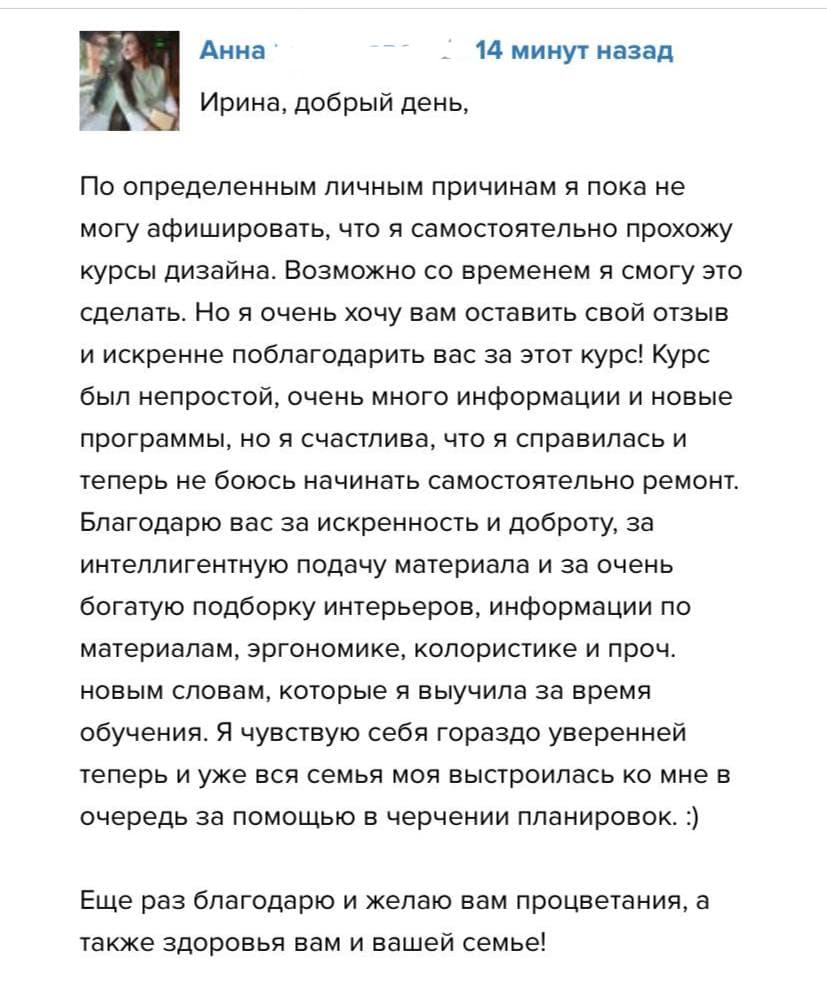 Анна 14 минут назад
Ирина, добрый день,
По определенным личным причинам я пока не
могу афишировать, что я самостоятельно прохожу
курсы дизайна. Возможно со временем я смогу это
сделать. Но я очень хочу вам оставить свой отзыв
и искренне поблагодарить вас за этот курс! Курс
был непростой, очень много информации и новые
программы, но я счастлива, что я справилась и
теперь не боюсь начинать самостоятельно ремонт.
Благодарю вас за искренность и доброту, за
интеллигентную подачу материала и за очень
богатую подборку интерьеров, информации по
материалам, эргономике, колористике и проч.
новым словам, которые я выучила за время
обучения. Я чувствую себя гораздо уверенней
теперь и уже вся семья моя выстроилась ко мне в
очередь за помощью в черчении планировок. :)
Еще раз благодарю и желаю вам процветания, а
также здоровья вам и вашей семье!